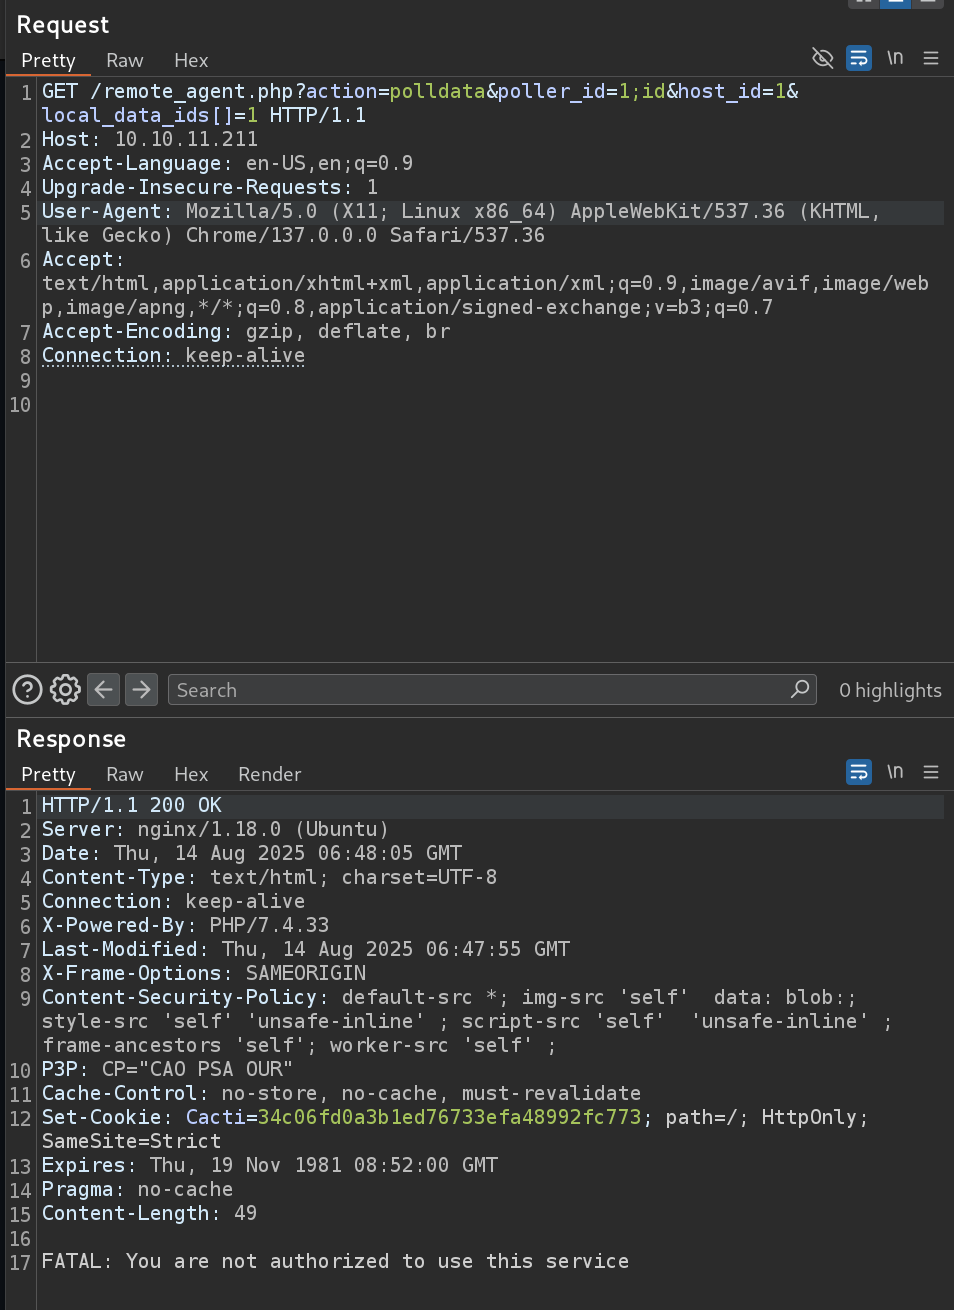 Request
Pretty Raw Hex \n
1 GET /remote_agent.php?action=polldata&poller_id=1;id&host_id=1&
local_data_ids[]=1 HTTP/1.1
2 Host: 10.10.11.211
3 Accept-Language: en-US,en;q=0.9
4 Upgrade-Insecure-Requests: 1
5 User-Agent: Mozilla/5.0 (X11; Linux x86_64) AppleWebKit/537.36 (KHTML,
like Gecko) Chrome/137.0.0.0 Safari/537.36
6 Accept:
text/html,application/xhtml+xml,application/xml;q=0.9,image/avif,image/web
p,image/apng,*/*;q=0.8,application/signed-exchange;v=b3;q=0.7
7 Accept-Encoding: gzip, deflate, br
8 Connection: keep-alive
9
10
Search 0 highlights
Response
Pretty Raw Hex Render \n
1 HTTP/1.1 200 OK
2 Server: nginx/1.18.0 (Ubuntu)
3 Date: Thu, 14 Aug 2025 06:48:05 GMT
4 Content-Type: text/html; charset=UTF-8
5 Connection: keep-alive
6 X-Powered-By: PHP/7.4.33
7 Last-Modified: Thu, 14 Aug 2025 06:47:55 GMT
8 X-Frame-Options: SAMEORIGIN
9 Content-Security-Policy: default-src *; img-src 'self'  data: blob:;
style-src 'self' 'unsafe-inline' ; script-src 'self'  'unsafe-inline' ;
frame-ancestors 'self'; worker-src 'self' ;
10 P3P: CP="CAO PSA OUR"
11 Cache-Control: no-store, no-cache, must-revalidate
12 Set-Cookie: Cacti=34c06fd0a3b1ed76733efa48992fc773; path=/; HttpOnly;
SameSite=Strict
13 Expires: Thu, 19 Nov 1981 08:52:00 GMT
14 Pragma: no-cache
15 Content-Length: 49
16
17 FATAL: You are not authorized to use this service